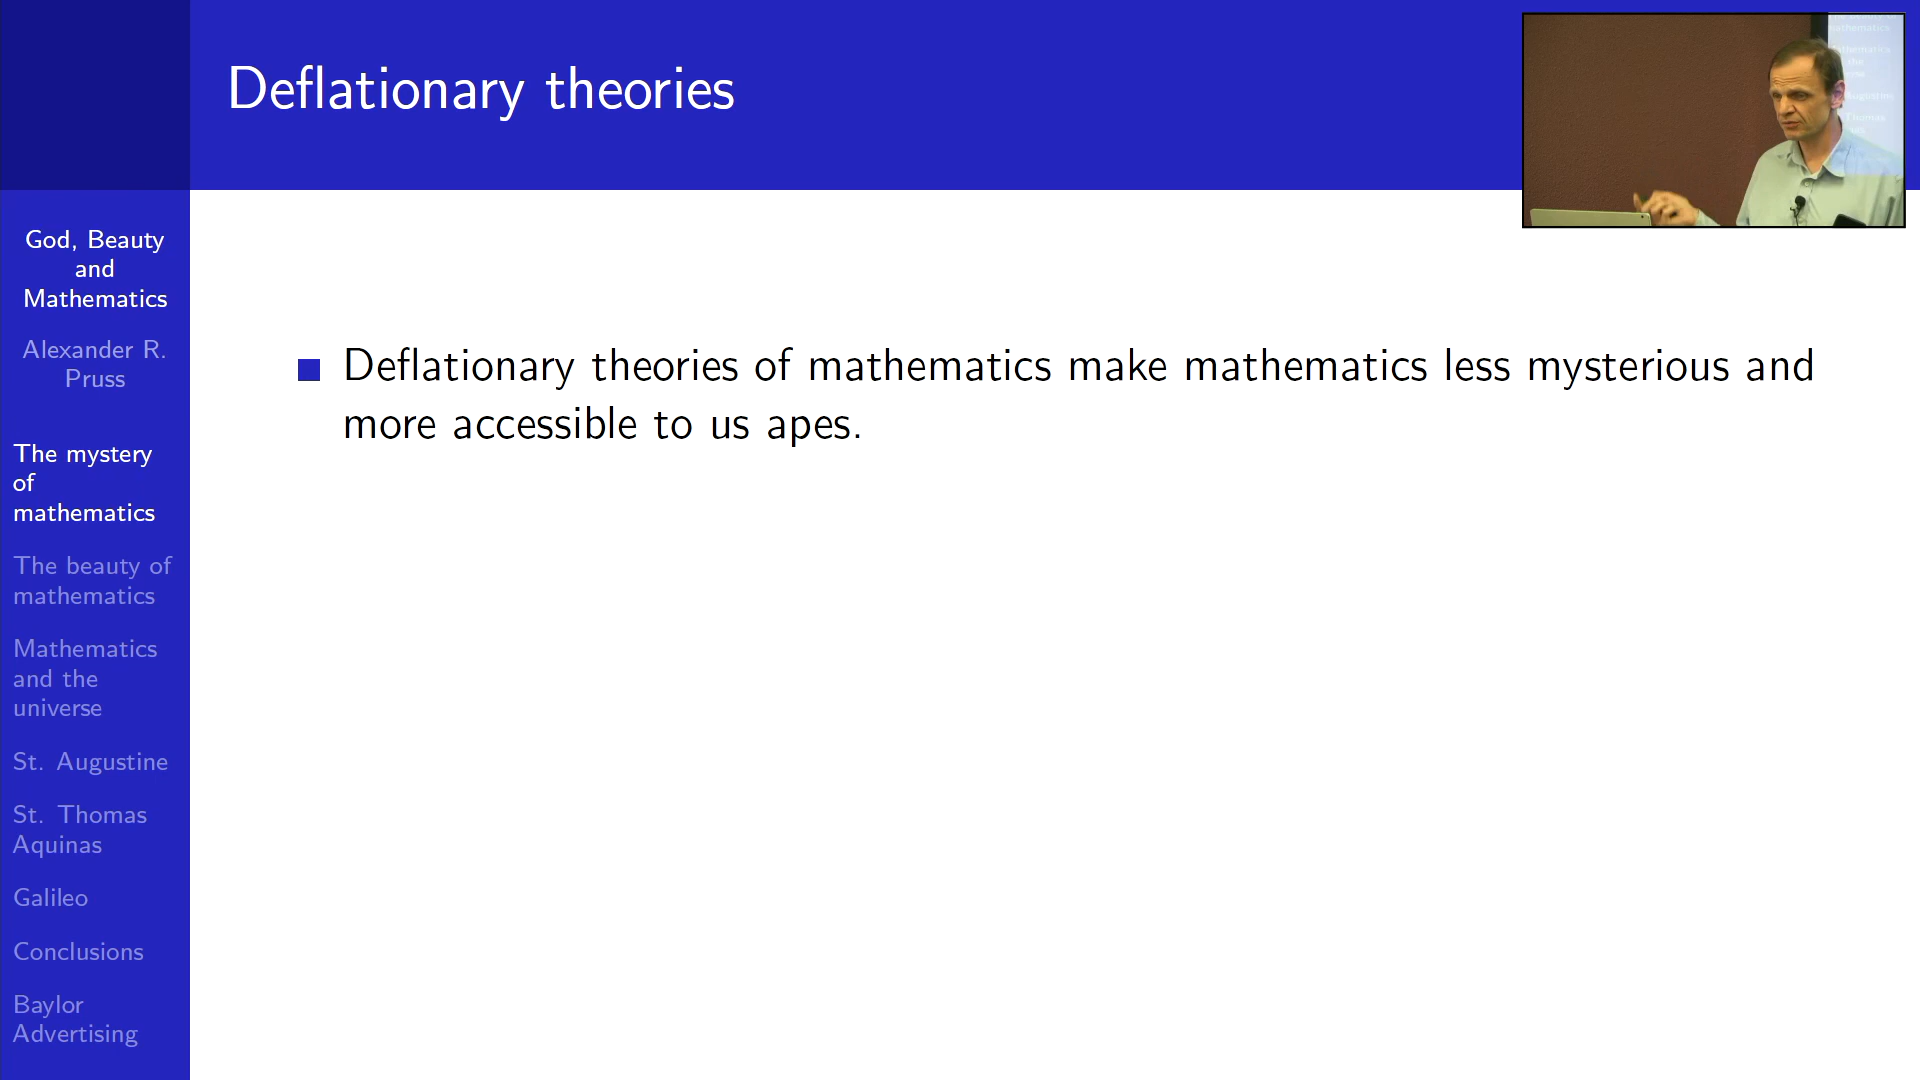 Deflationary theories
God, Beauty
and
Mathematics
Alexander R.
Pruss
The mystery
of
mathematics
The beauty of
mathematics
Mathematics
and the
universe
St. Augustine
St. Thomas
Aquinas
Galileo
Conclusions
Baylor
Advertising
Deflationary theories of mathematics make mathematics less mysterious and
more accessible to us apes.